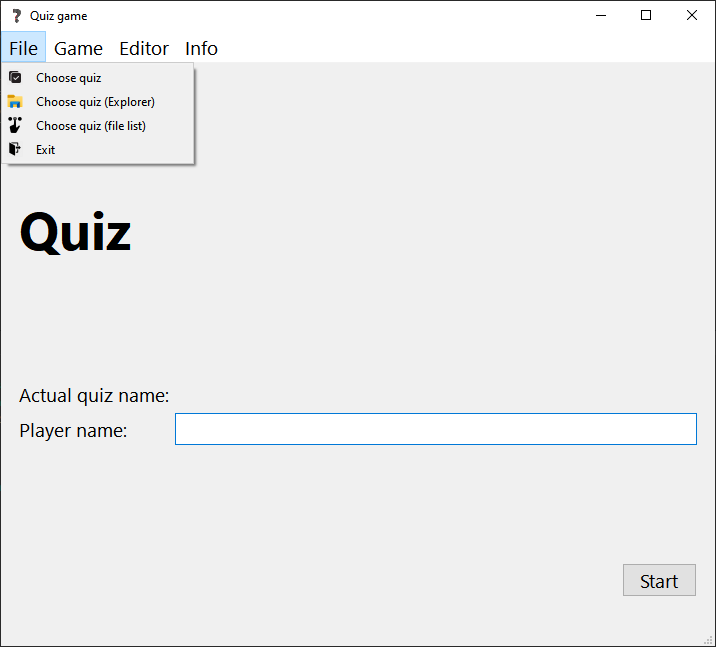 Quiz game
File Game Editor Info
Choose quiz
Choose quiz (Explorer)
Choose quiz (file list)
Exit
Quiz
Actual quiz name:
Player name:
Start